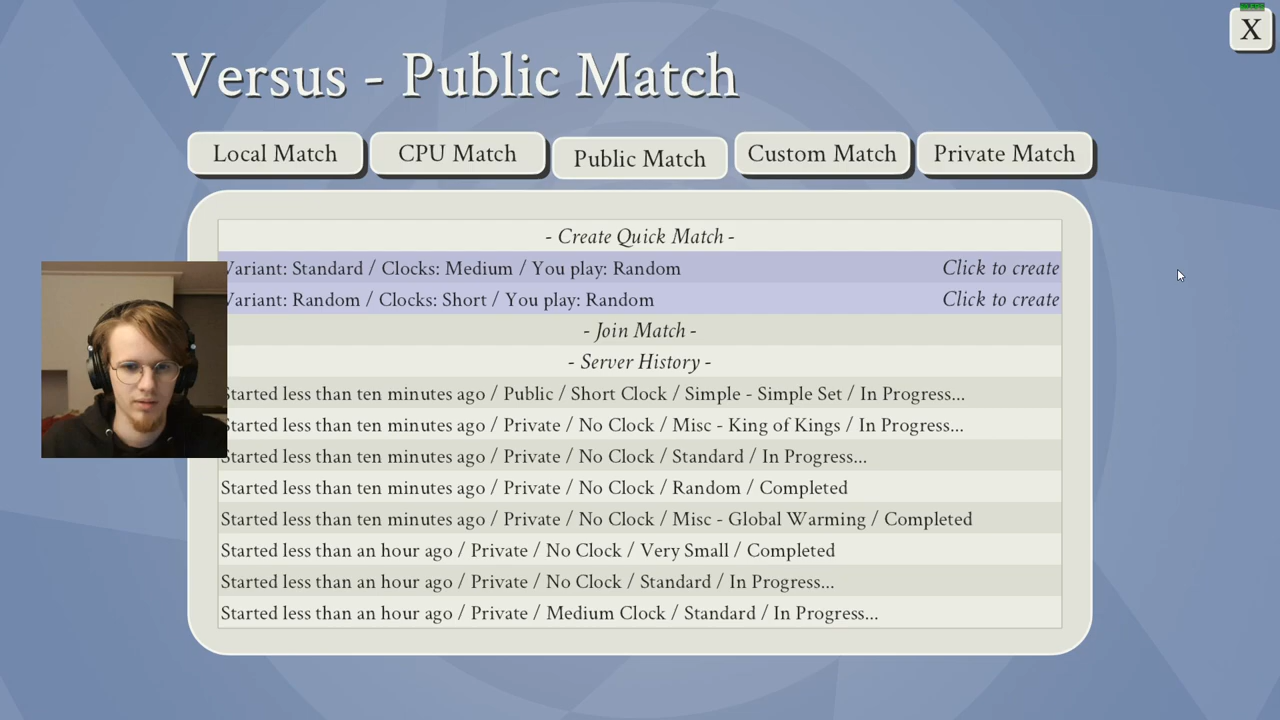 X
Versus - Public Match
Local Match
CPU Match
Public Match
Custom Match
Private Match
- Create Quick Match -
Variant: Standard / Clocks: Medium / You play: Random Click to create
Variant: Random / Clocks: Short / You play: Random Click to create
- Join Match -
- Server History -
Started less than ten minutes ago / Public / Short Clock / Simple - Simple Set / In Progress...
Started less than ten minutes ago / Private / No Clock / Misc - King of Kings / In Progress...
Started less than ten minutes ago / Private / No Clock / Standard / In Progress...
Started less than ten minutes ago / Private / No Clock / Random / Completed
Started less than ten minutes ago / Private / No Clock / Misc - Global Warming / Completed
Started less than an hour ago / Private / No Clock / Very Small / Completed
Started less than an hour ago / Private / No Clock / Standard / In Progress...
Started less than an hour ago / Private / Medium Clock / Standard / In Progress...